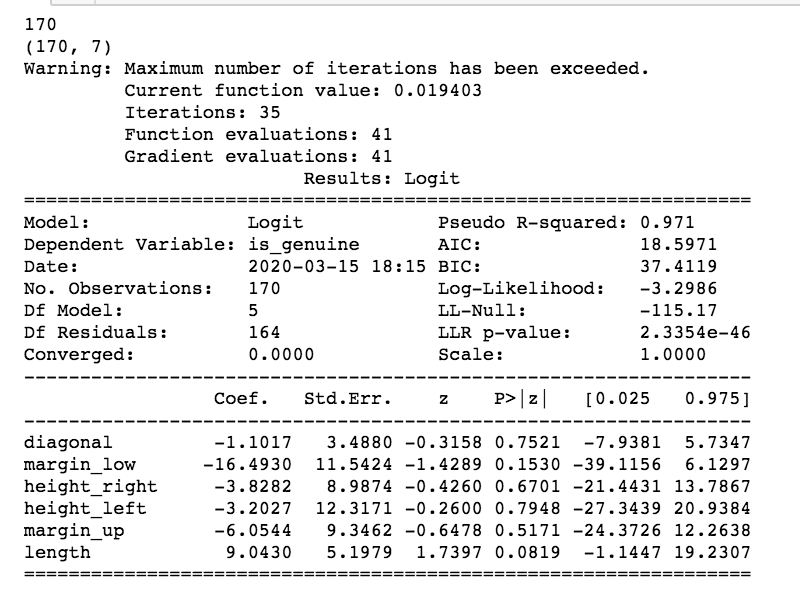 170
(170, 7)
Warning: Maximum number of iterations has been exceeded.
         Current function value: 0.019403
         Iterations: 35
         Function evaluations: 41
         Gradient evaluations: 41
                         Results: Logit
=================================================================
Model:              Logit            Pseudo R-squared: 0.971
Dependent Variable: is_genuine       AIC:              18.5971
Date:               2020-03-15 18:15 BIC:              37.4119
No. Observations:   170              Log-Likelihood:   -3.2986
Df Model:           5                LL-Null:          -115.17
Df Residuals:       164              LLR p-value:      2.3354e-46
Converged:          0.0000           Scale:            1.0000
-----------------------------------------------------------------
                 Coef.   Std.Err.    z    P>|z|   [0.025   0.975]
-----------------------------------------------------------------
diagonal         -1.1017   3.4880 -0.3158 0.7521  -7.9381  5.7347
margin_low      -16.4930  11.5424 -1.4289 0.1530 -39.1156  6.1297
height_right     -3.8282   8.9874 -0.4260 0.6701 -21.4431 13.7867
height_left      -3.2027  12.3171 -0.2600 0.7948 -27.3439 20.9384
margin_up        -6.0544   9.3462 -0.6478 0.5171 -24.3726 12.2638
length            9.0430   5.1979  1.7397 0.0819  -1.1447 19.2307
=================================================================